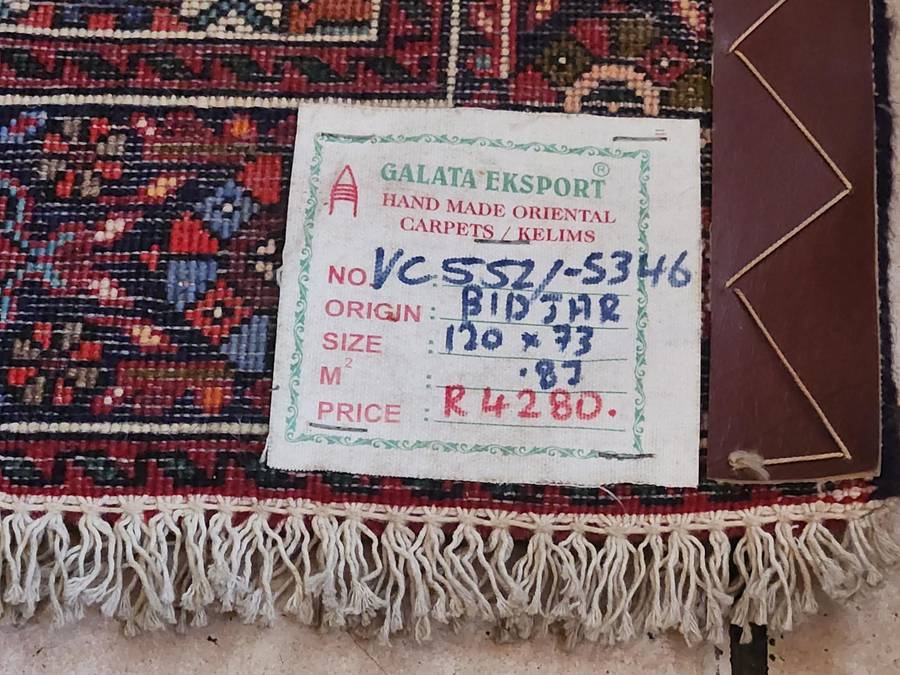 GALATA EKSPORT ®
HAND MADE ORIENTAL
CARPETS / KELIMS
NO. VC552/-5346
ORIGIN : BIDJAR
SIZE : 120 x 73
M² : .87
PRICE : R4280.